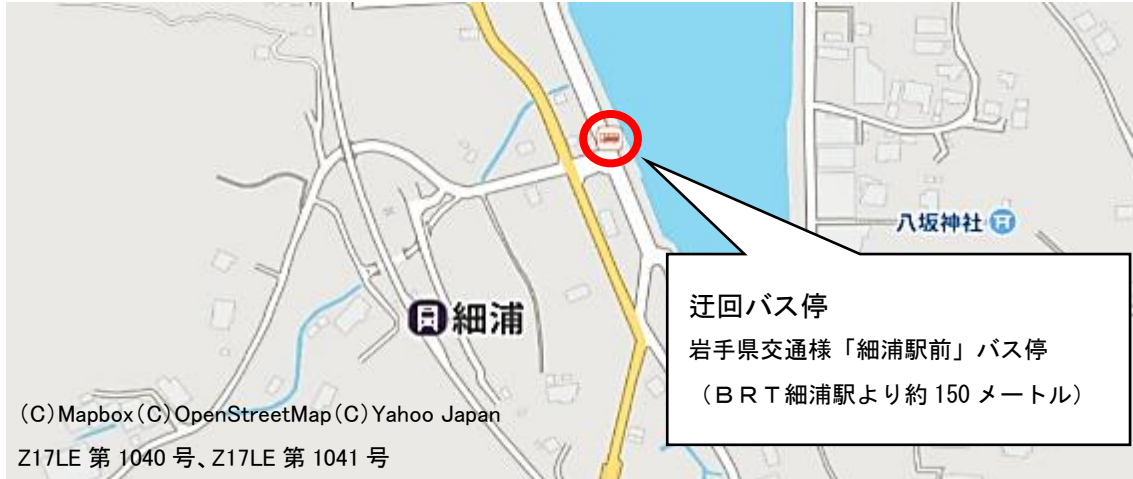 八坂神社
細浦
迂回バス停
岩手県交通様「細浦駅前」バス停
（ＢＲＴ細浦駅より約 150 メートル）
(C)Mapbox(C)OpenStreetMap(C)Yahoo Japan
Z17LE 第 1040 号、Z17LE 第 1041 号